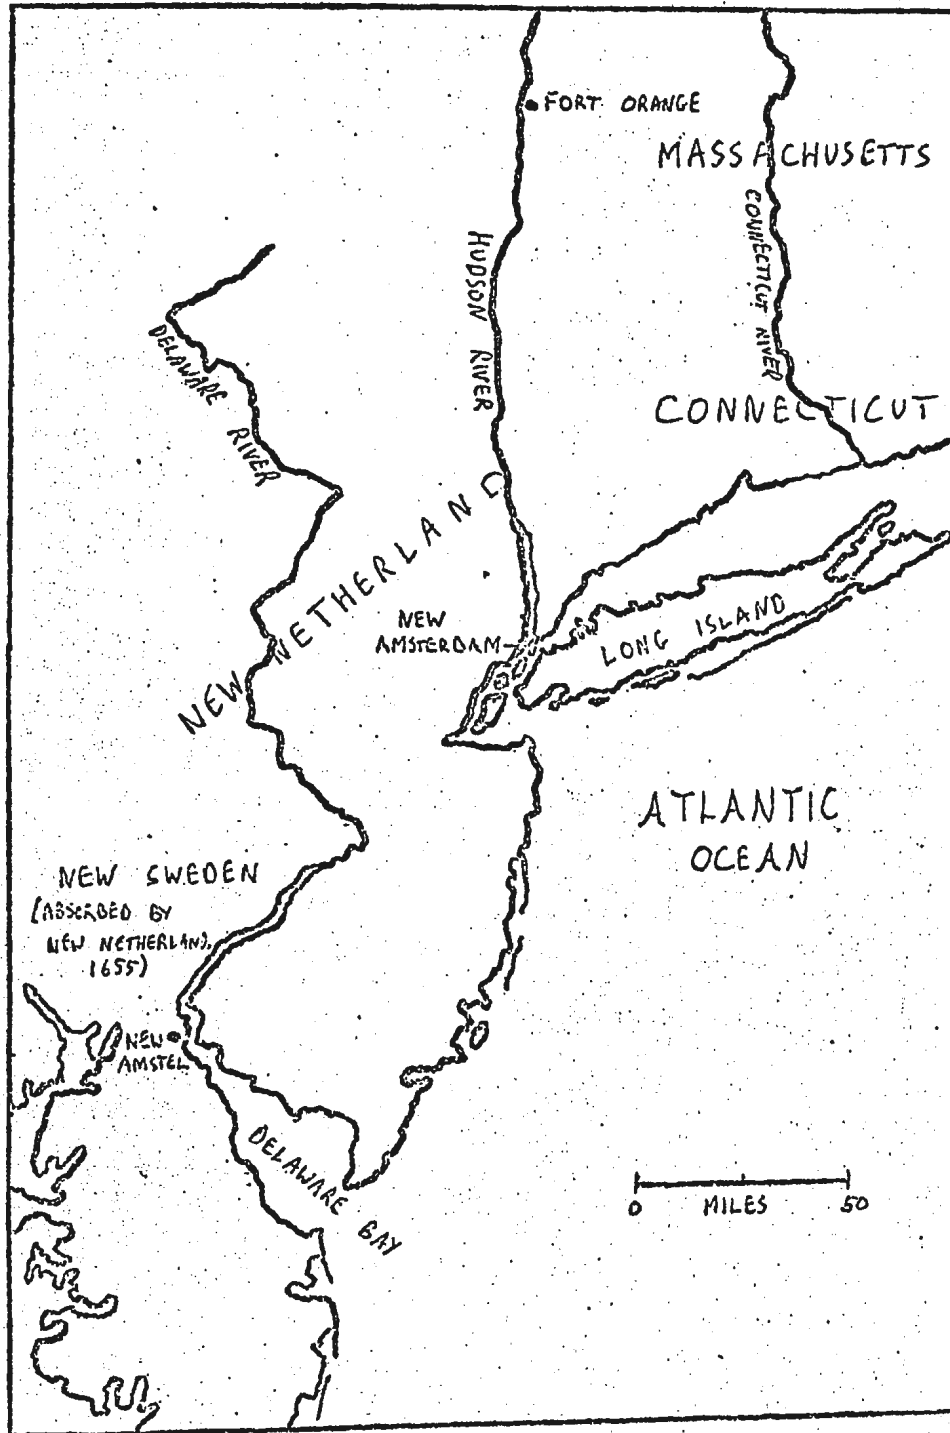 FORT ORANGE
MASSACHUSETTS
CONNECTICUT RIVER
HUDSON RIVER
DELAWARE
RIVER
CONNECTICUT
NEW NETHERLAND
NEW
AMSTERDAM
LONG ISLAND
ATLANTIC
OCEAN
NEW SWEDEN
(ABSORBED BY
NEW NETHERLAND,
1655)
NEW
AMSTEL
DELAWARE BAY
0 MILES 50